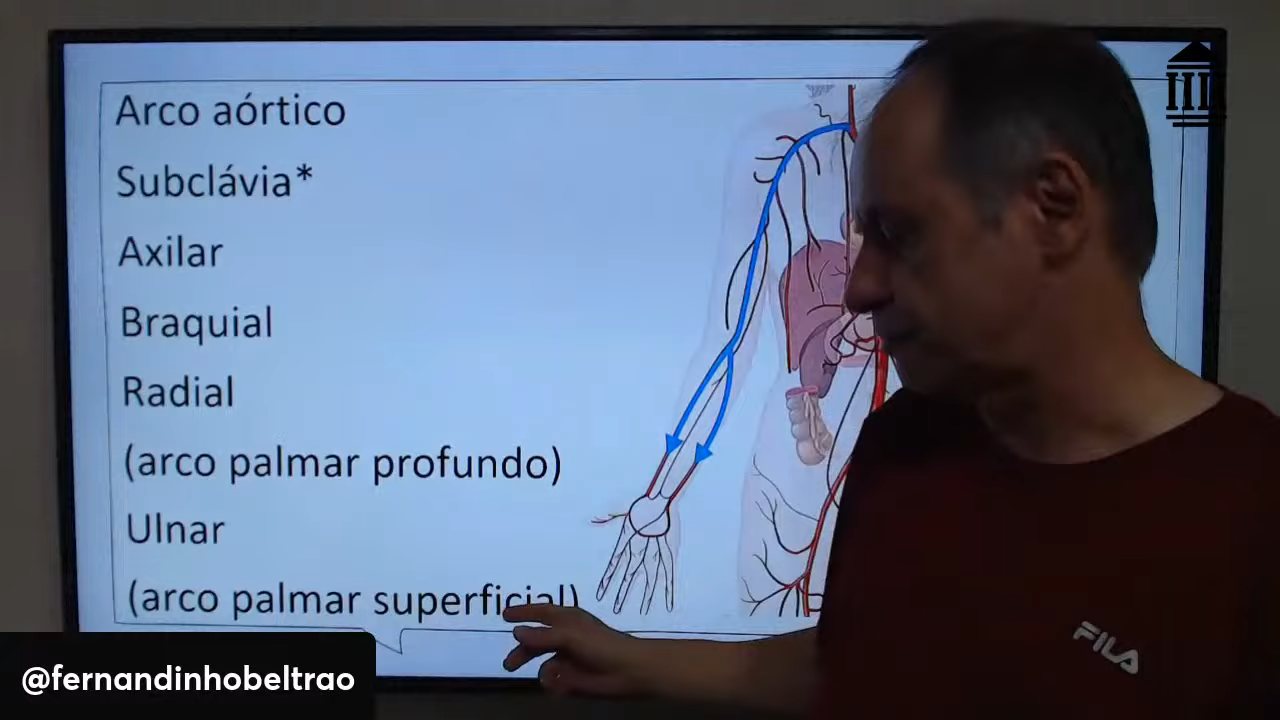 Arco aórtico
Subclávia*
Axilar
Braquial
Radial
(arco palmar profundo)
Ulnar
(arco palmar superficial)
@fernandinhobeltrao
FILA